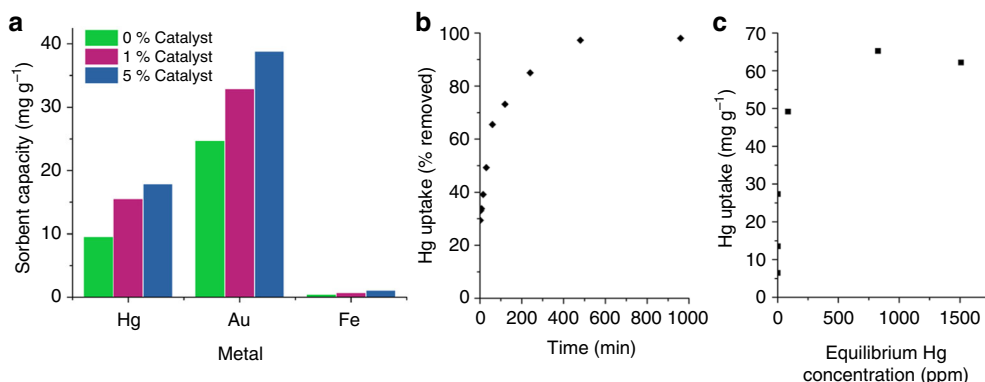 a
Sorbent capacity (mg g⁻¹)
40
30
20
10
0
0 % Catalyst
1 % Catalyst
5 % Catalyst
Hg Au Fe
Metal
b
Hg uptake (% removed)
100
80
60
40
20
0
0 200 400 600 800 1000
Time (min)
c
Hg uptake (mg g⁻¹)
70
60
50
40
30
20
10
0
0 500 1000 1500
Equilibrium Hg
concentration (ppm)